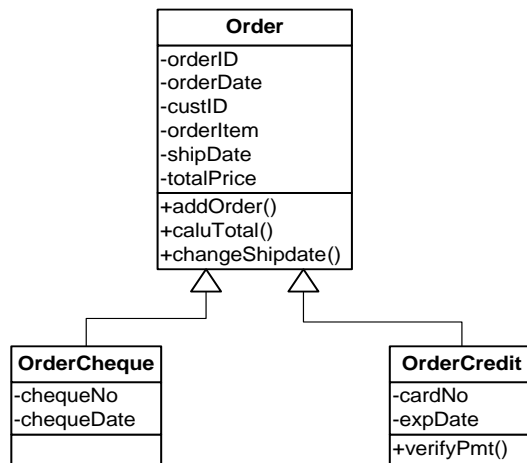 Order
-orderID
-orderDate
-custID
-orderItem
-shipDate
-totalPrice
+addOrder()
+caluTotal()
+changeShipdate()
OrderCheque
-chequeNo
-chequeDate
OrderCredit
-cardNo
-expDate
+verifyPmt()